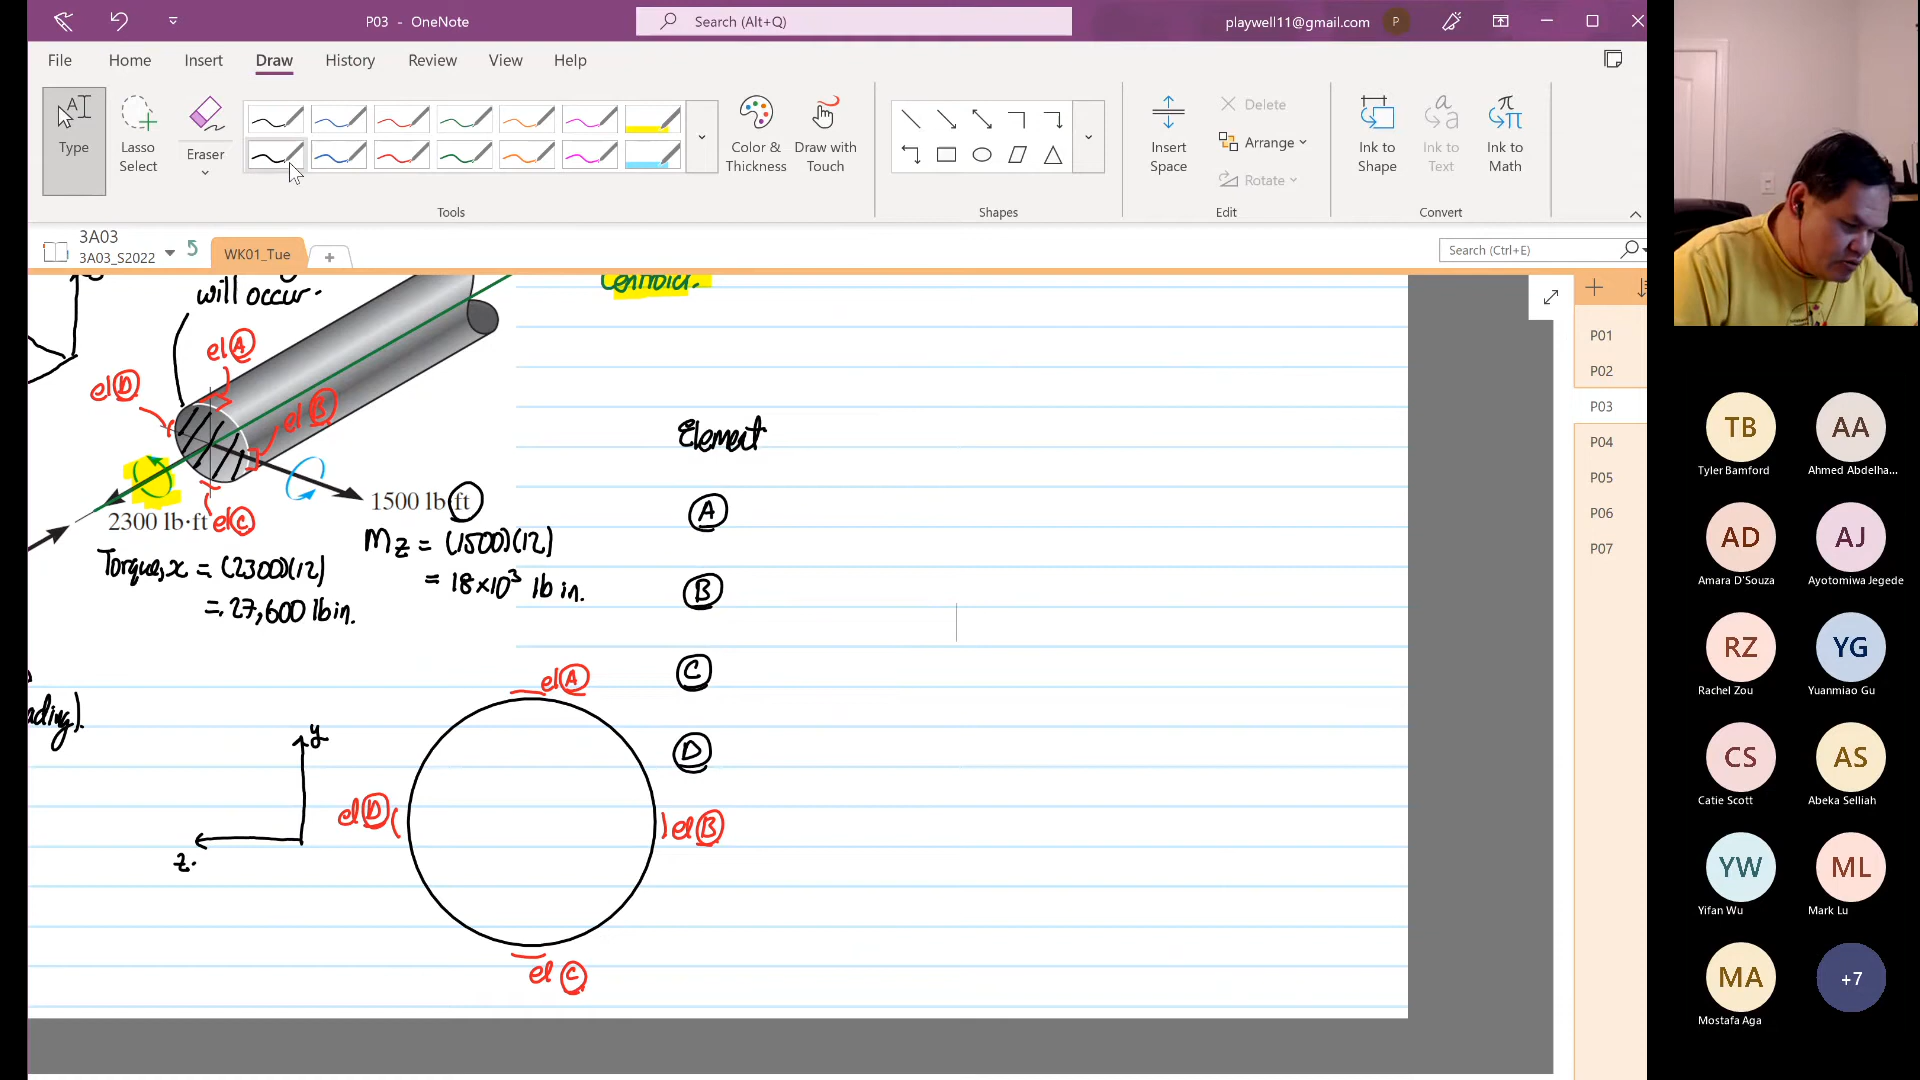 P03 - OneNote
Search (Alt+Q)
playwell11@gmail.com
P
File
Home
Insert
Draw
History
Review
View
Help
Type
Lasso Select
Eraser
Color & Thickness
Draw with Touch
Insert Space
Delete
Arrange
Rotate
Ink to Shape
Ink to Text
Ink to Math
Tools
Shapes
Edit
Convert
3A03
3A03_S2022
WK01_Tue
Search (Ctrl+E)
will occur.
Centroid.
el A
el D
el B
el C
1500 lb·ft
2300 lb·ft
Torque,x = (2300)(12)
= 27,600 lb in.
Mz = (1500)(12)
= 18×10³ lb in.
Element
A
B
C
D
ading).
y
z.
el A
el D
el B
el C
P01
P02
P03
P04
P05
P06
P07
TB
Tyler Bamford
AA
Ahmed Abdelha...
AD
Amara D'Souza
AJ
Ayotomiwa Jegede
RZ
Rachel Zou
YG
Yuanmiao Gu
CS
Catie Scott
AS
Abeka Selliah
YW
Yifan Wu
ML
Mark Lu
MA
Mostafa Aga
+7